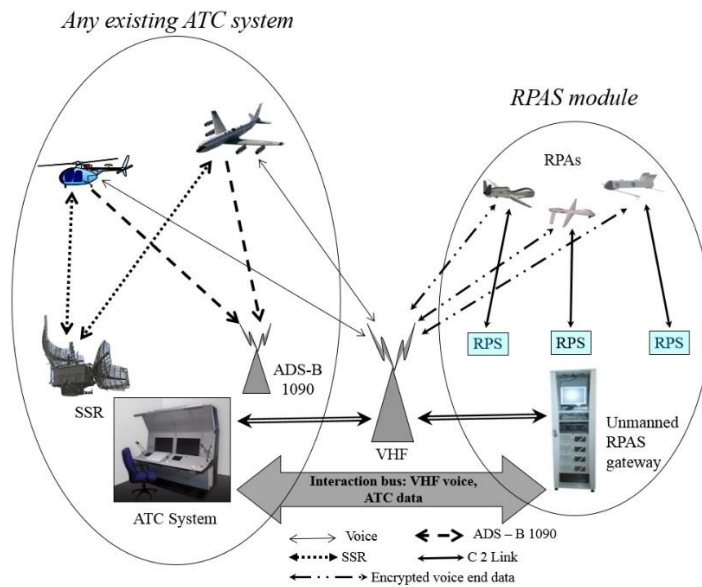 Any existing ATC system
RPAS module
RPAs
RPS
RPS
RPS
ADS-B
1090
SSR
VHF
Unmanned
RPAS
gateway
ATC System
Interaction bus: VHF voice,
ATC data
Voice
ADS – B 1090
SSR
C 2 Link
Encrypted voice end data